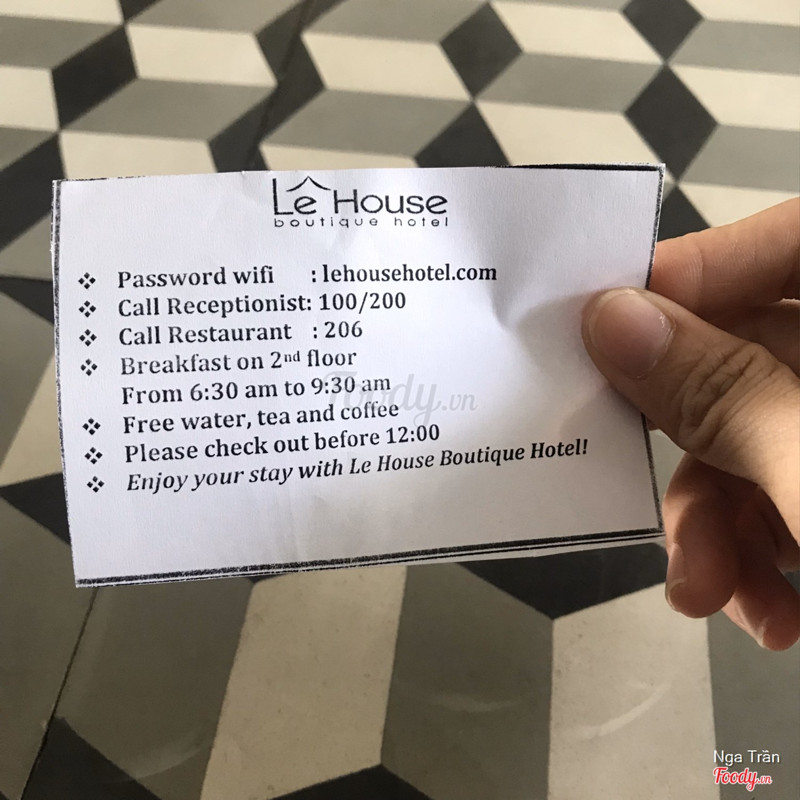 Lê House
boutique hotel
❖ Password wifi : lehousehotel.com
❖ Call Receptionist: 100/200
❖ Call Restaurant : 206
❖ Breakfast on 2nd floor
From 6:30 am to 9:30 am
❖ Free water, tea and coffee
❖ Please check out before 12:00
❖ Enjoy your stay with Le House Boutique Hotel!
Foody.vn
Nga Trần
Foody.vn